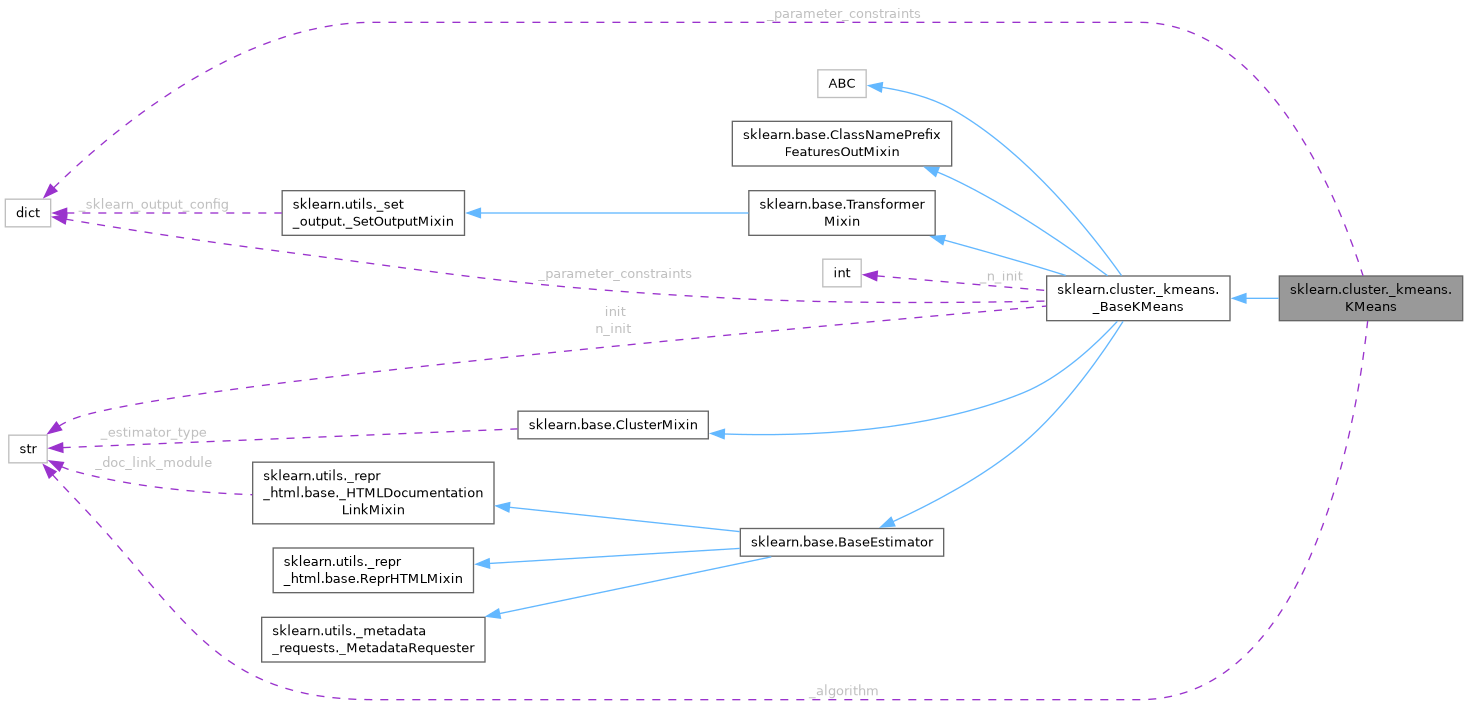 _parameter_constraints
ABC
sklearn.base.ClassNamePrefix
FeaturesOutMixin
sklearn.utils._set
_output._SetOutputMixin
sklearn.base.Transformer
Mixin
_sklearn_output_config
dict
int
_n_init
_parameter_constraints
sklearn.cluster._kmeans.
_BaseKMeans
sklearn.cluster._kmeans.
KMeans
init
n_init
sklearn.base.ClusterMixin
_estimator_type
str
_doc_link_module
sklearn.utils._repr
_html.base._HTMLDocumentation
LinkMixin
sklearn.base.BaseEstimator
sklearn.utils._repr
_html.base.ReprHTMLMixin
sklearn.utils._metadata
_requests._MetadataRequester
_algorithm